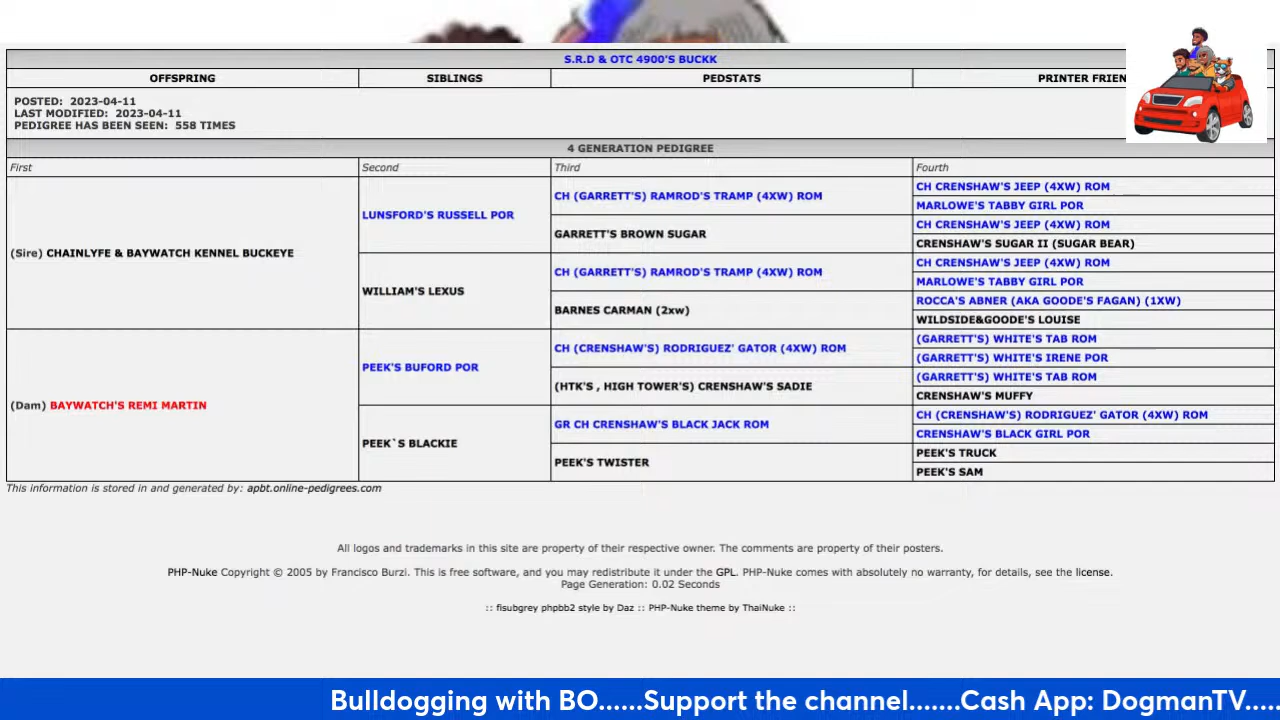 S.R.D & OTC 4900'S BUCKK
OFFSPRING SIBLINGS PEDSTATS PRINTER FRIEN
POSTED: 2023-04-11
LAST MODIFIED: 2023-04-11
PEDIGREE HAS BEEN SEEN: 558 TIMES
4 GENERATION PEDIGREE
First Second Third Fourth
(Sire) CHAINLYFE & BAYWATCH KENNEL BUCKEYE
LUNSFORD'S RUSSELL POR
CH (GARRETT'S) RAMROD'S TRAMP (4XW) ROM
CH CRENSHAW'S JEEP (4XW) ROM
MARLOWE'S TABBY GIRL POR
GARRETT'S BROWN SUGAR
CH CRENSHAW'S JEEP (4XW) ROM
CRENSHAW'S SUGAR II (SUGAR BEAR)
WILLIAM'S LEXUS
CH (GARRETT'S) RAMROD'S TRAMP (4XW) ROM
CH CRENSHAW'S JEEP (4XW) ROM
MARLOWE'S TABBY GIRL POR
BARNES CARMAN (2xw)
ROCCA'S ABNER (AKA GOODE'S FAGAN) (1XW)
WILDSIDE&GOODE'S LOUISE
(Dam) BAYWATCH'S REMI MARTIN
PEEK'S BUFORD POR
CH (CRENSHAW'S) RODRIGUEZ' GATOR (4XW) ROM
(GARRETT'S) WHITE'S TAB ROM
(GARRETT'S) WHITE'S IRENE POR
(HTK'S , HIGH TOWER'S) CRENSHAW'S SADIE
(GARRETT'S) WHITE'S TAB ROM
CRENSHAW'S MUFFY
PEEK`S BLACKIE
GR CH CRENSHAW'S BLACK JACK ROM
CH (CRENSHAW'S) RODRIGUEZ' GATOR (4XW) ROM
CRENSHAW'S BLACK GIRL POR
PEEK'S TWISTER
PEEK'S TRUCK
PEEK'S SAM
This information is stored in and generated by: apbt.online-pedigrees.com
All logos and trademarks in this site are property of their respective owner. The comments are property of their posters.
PHP-Nuke Copyright © 2005 by Francisco Burzi. This is free software, and you may redistribute it under the GPL. PHP-Nuke comes with absolutely no warranty, for details, see the license.
Page Generation: 0.02 Seconds
:: fisubgrey phpbb2 style by Daz :: PHP-Nuke theme by ThaiNuke ::
Bulldogging with BO......Support the channel.......Cash App: DogmanTV.....